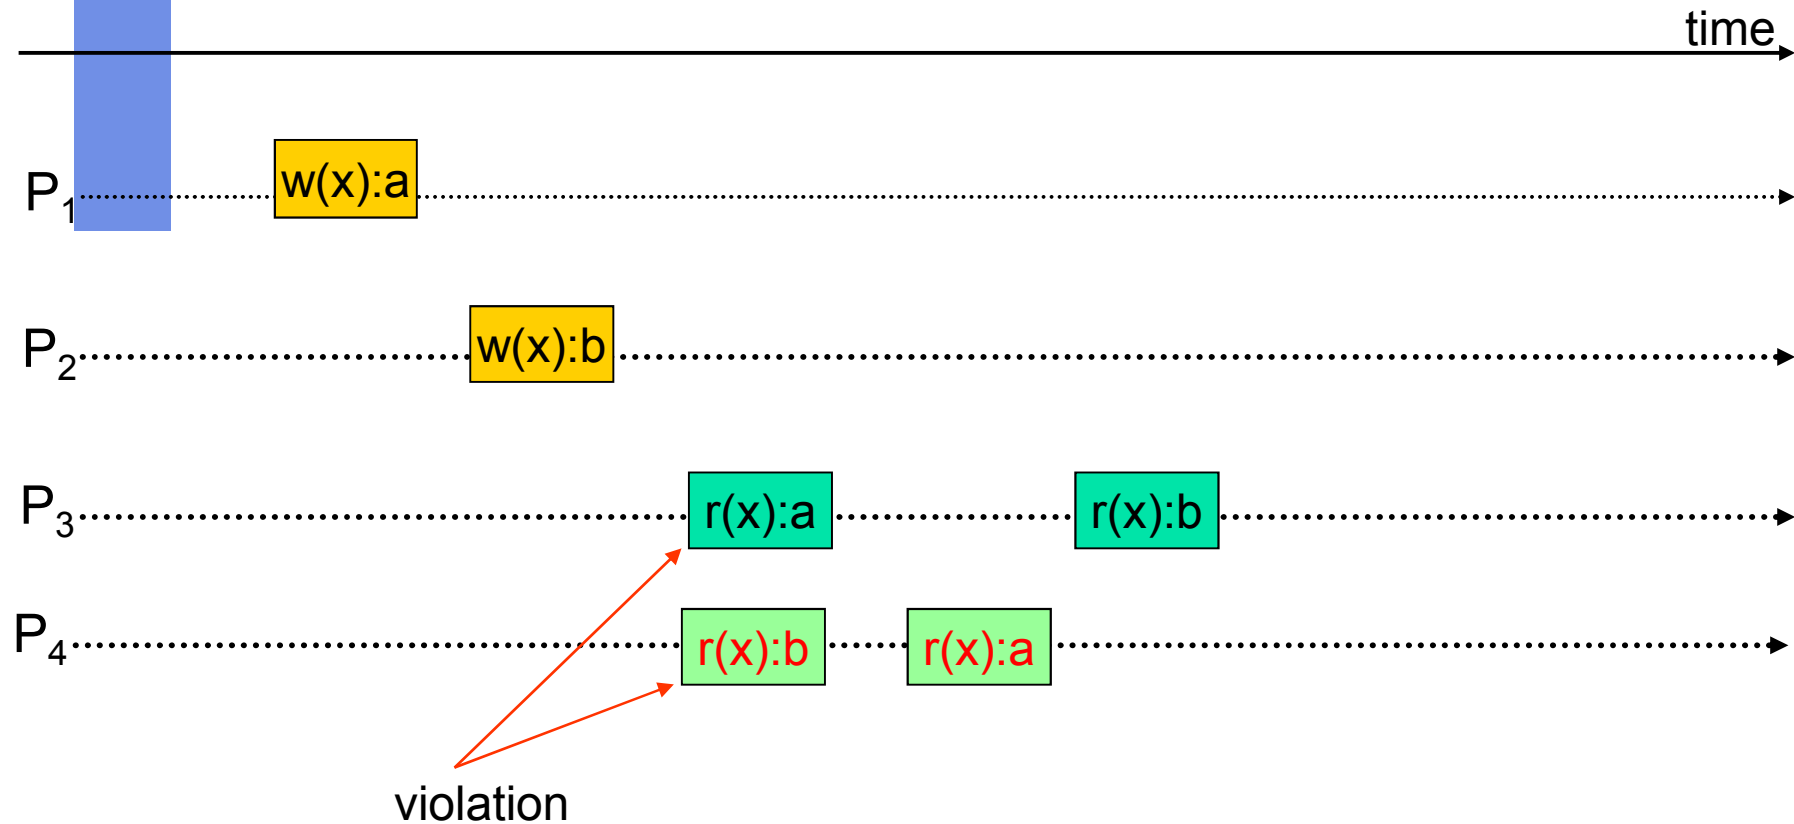 time
P1 w(x):a
P2 w(x):b
P3 r(x):a r(x):b
P4 r(x):b r(x):a
violation